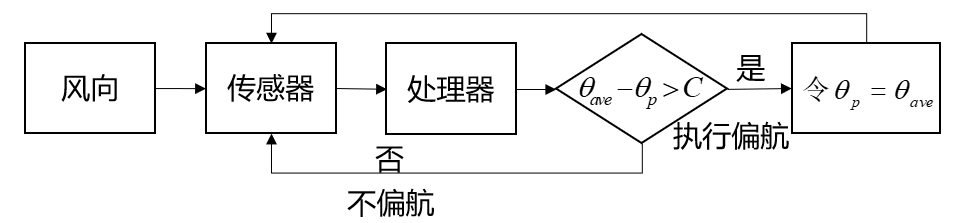 风向
传感器
处理器
θ_ave − θ_p > C
是
执行偏航
令 θ_p = θ_ave
否
不偏航